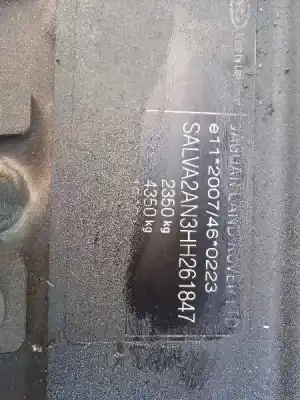 JAGUAR LAND ROVER LTD
e11*2007/46*0223
SALVA2AN3HH261847
2350 kg
4350 kg